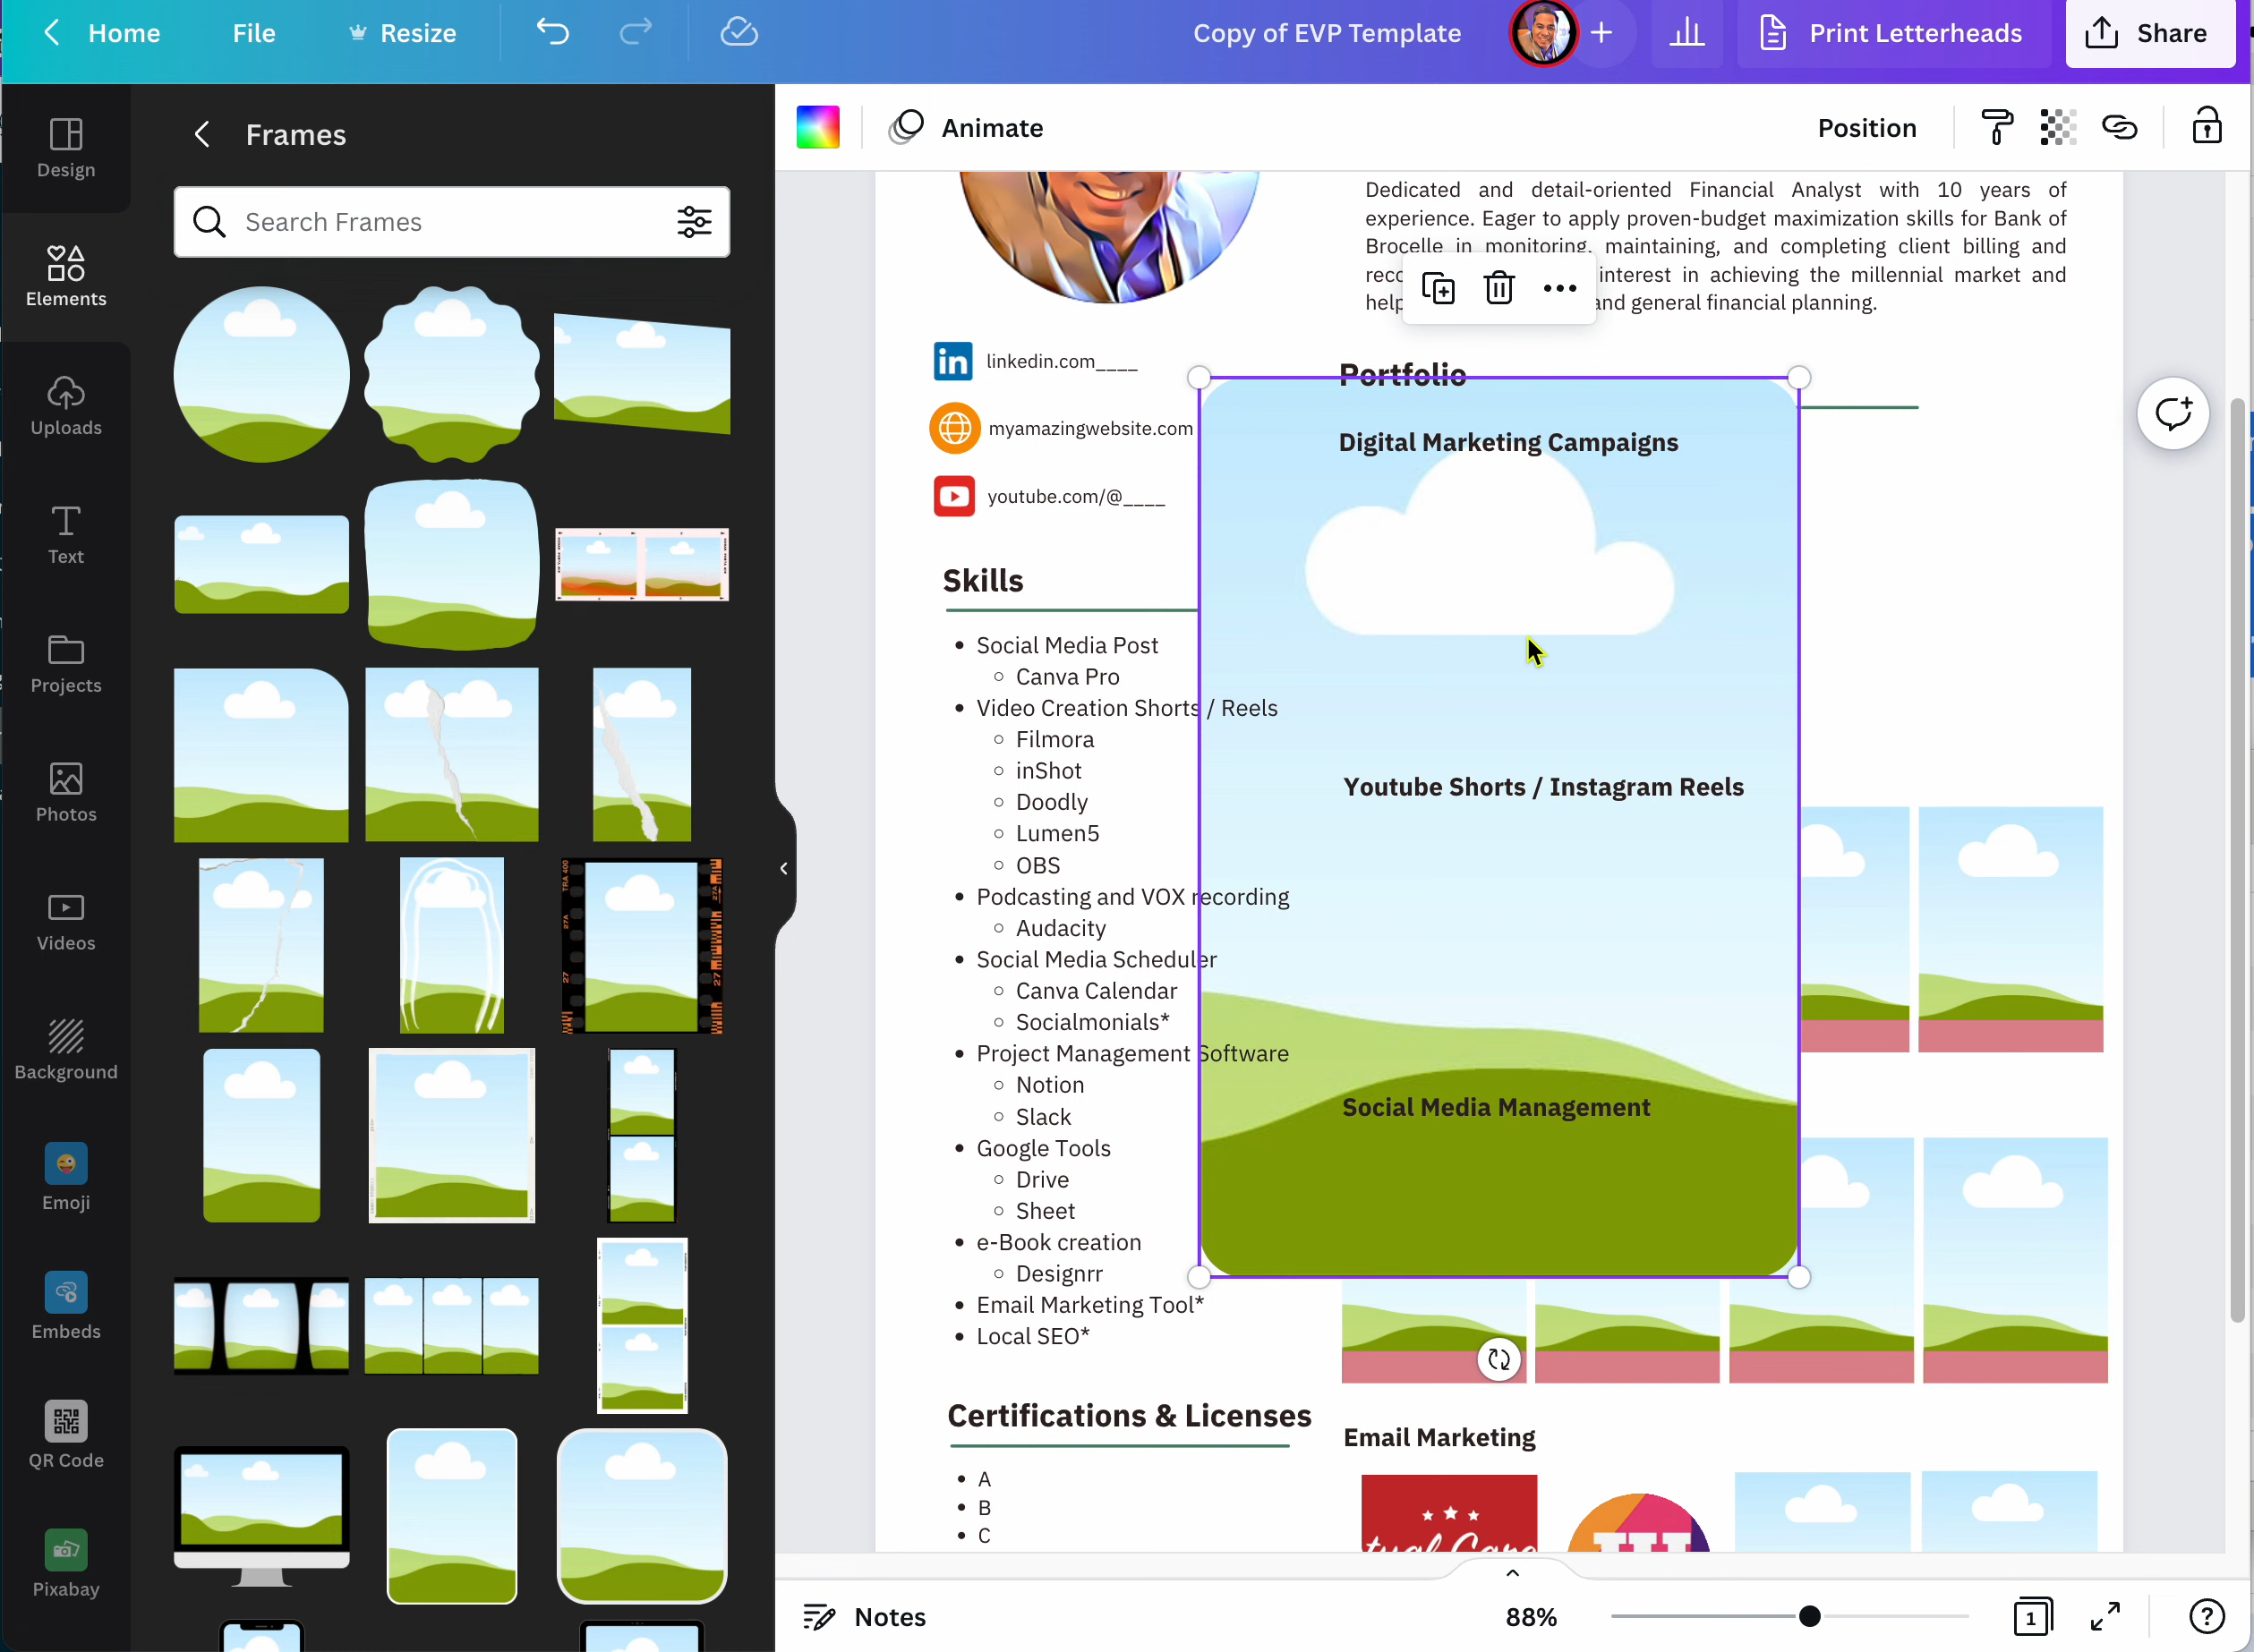 Home
File
Resize
Copy of EVP Template
Print Letterheads
Share
Design
Elements
Uploads
Text
Projects
Photos
Videos
Background
Emoji
Embeds
QR Code
Pixabay
Frames
Search Frames
Animate
Position
Dedicated and detail-oriented Financial Analyst with 10 years of
experience. Eager to apply proven-budget maximization skills for Bank of
Brocelle in monitoring, maintaining, and completing client billing and
interest in achieving the millennial market and
and general financial planning.
linkedin.com____
myamazingwebsite.com
youtube.com/@____
Skills
• Social Media Post
○ Canva Pro
• Video Creation Shorts / Reels
○ Filmora
○ inShot
○ Doodly
○ Lumen5
○ OBS
• Podcasting and VOX recording
○ Audacity
• Social Media Scheduler
○ Canva Calendar
○ Socialmonials*
• Project Management Software
○ Notion
○ Slack
• Google Tools
○ Drive
○ Sheet
• e-Book creation
○ Designrr
• Email Marketing Tool*
• Local SEO*
Certifications & Licenses
• A
• B
• C
Portfolio
Digital Marketing Campaigns
Youtube Shorts / Instagram Reels
Social Media Management
Email Marketing
Notes
88%
1
?